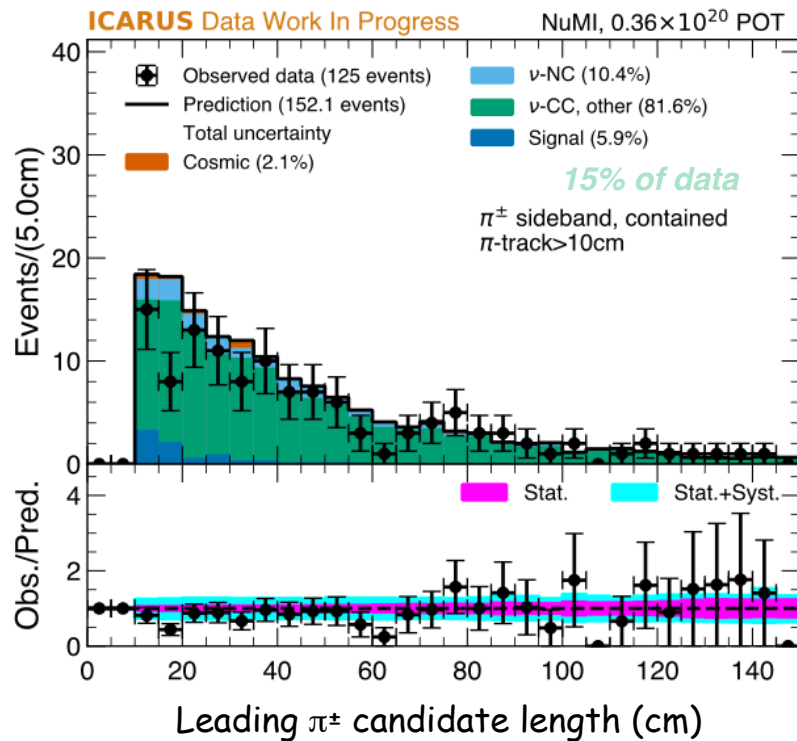 ICARUS Data Work In Progress NuMI, 0.36×10²⁰ POT
Observed data (125 events)
Prediction (152.1 events)
Total uncertainty
Cosmic (2.1%)
ν-NC (10.4%)
ν-CC, other (81.6%)
Signal (5.9%)
15% of data
π± sideband, contained
π-track>10cm
Events/(5.0cm)
40
30
20
10
0
Stat. Stat.+Syst.
Obs./Pred.
4
2
0
0 20 40 60 80 100 120 140
Leading π± candidate length (cm)